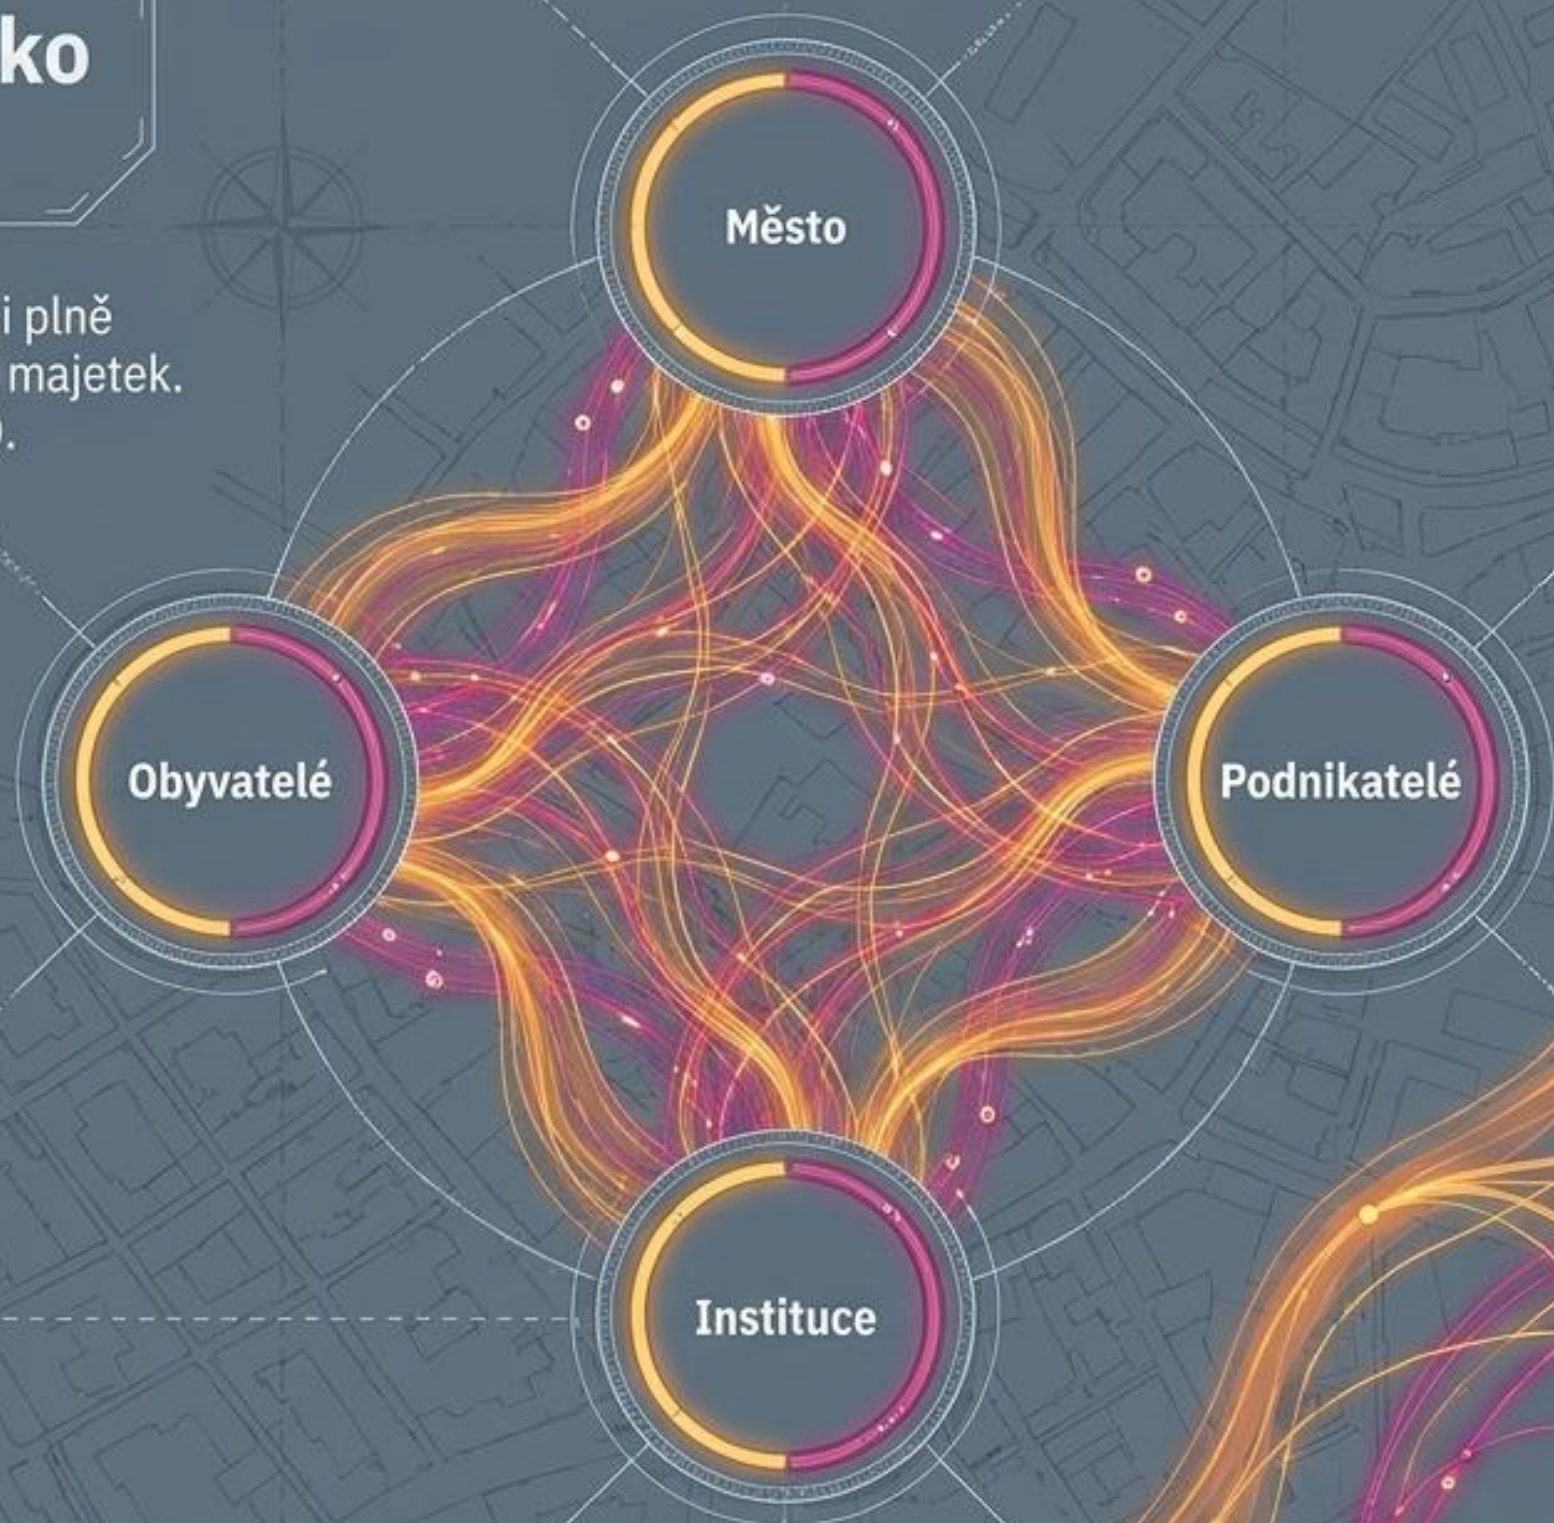 ko
i plně
majetek.
Město
Obyvatelé
Podnikatelé
Instituce